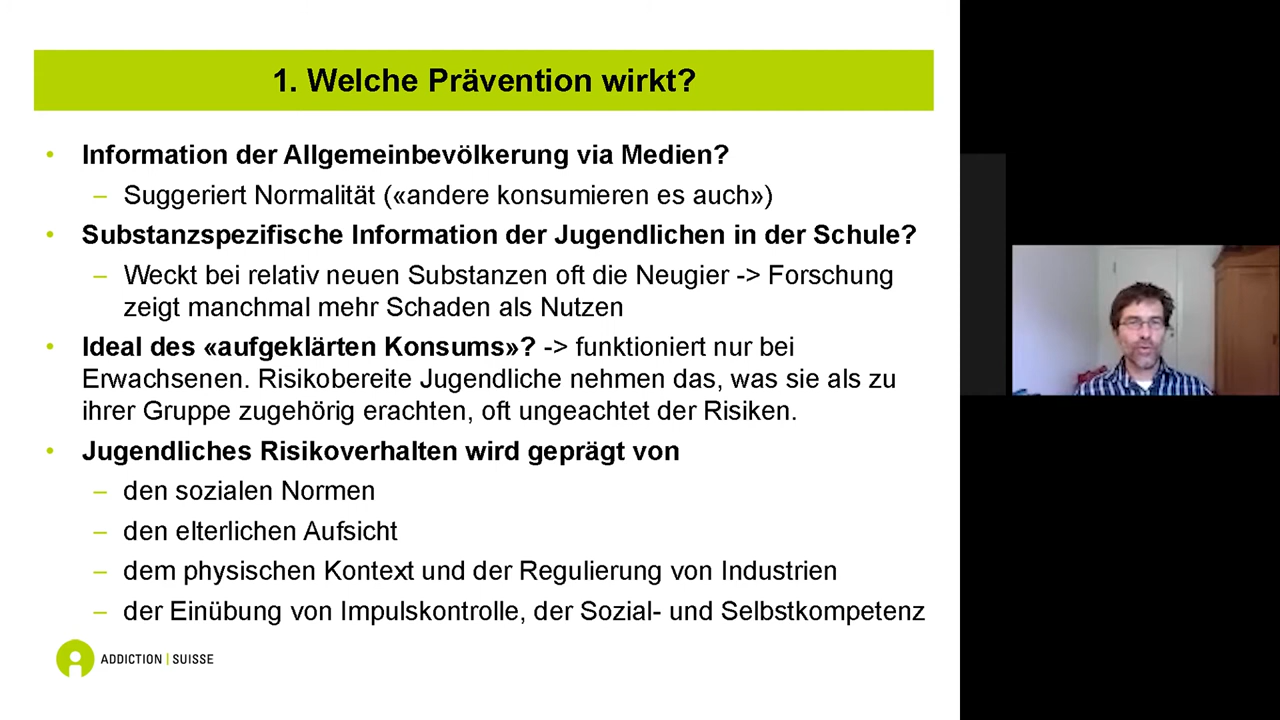 1. Welche Prävention wirkt?
• Information der Allgemeinbevölkerung via Medien?
– Suggeriert Normalität («andere konsumieren es auch»)
• Substanzspezifische Information der Jugendlichen in der Schule?
– Weckt bei relativ neuen Substanzen oft die Neugier -> Forschung
zeigt manchmal mehr Schaden als Nutzen
• Ideal des «aufgeklärten Konsums»? -> funktioniert nur bei
Erwachsenen. Risikobereite Jugendliche nehmen das, was sie als zu
ihrer Gruppe zugehörig erachten, oft ungeachtet der Risiken.
• Jugendliches Risikoverhalten wird geprägt von
– den sozialen Normen
– den elterlichen Aufsicht
– dem physischen Kontext und der Regulierung von Industrien
– der Einübung von Impulskontrolle, der Sozial- und Selbstkompetenz
ADDICTION | SUISSE